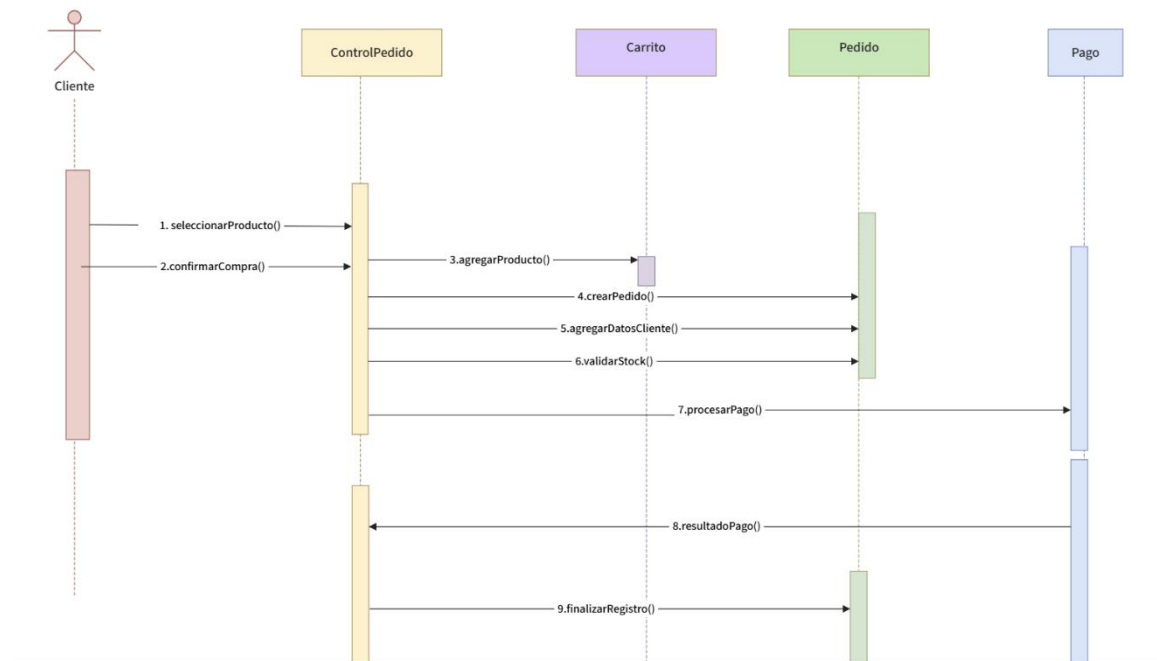 Cliente
ControlPedido
Carrito
Pedido
Pago
1. seleccionarProducto()
2.confirmarCompra()
3.agregarProducto()
4.crearPedido()
5.agregarDatosCliente()
6.validarStock()
7.procesarPago()
8.resultadoPago()
9.finalizarRegistro()